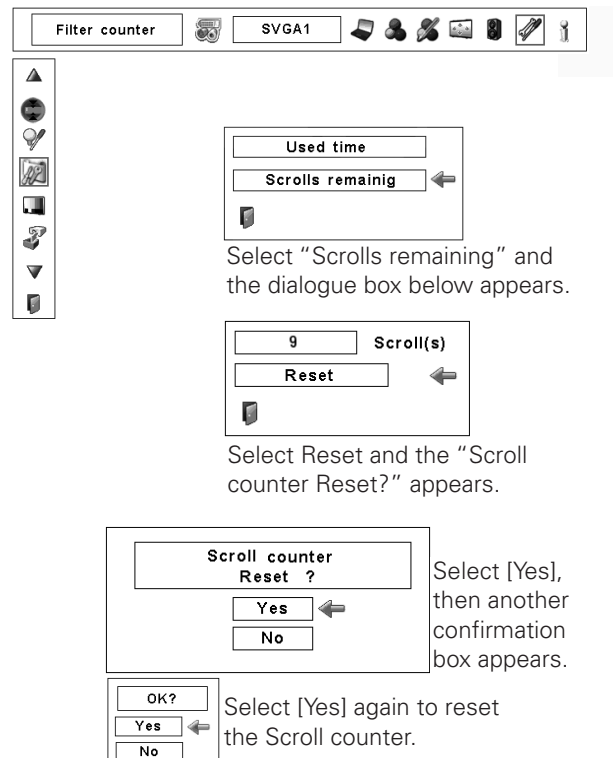 Filter counter
SVGA1
Used time
Scrolls remainig
Select “Scrolls remaining” and
the dialogue box below appears.
9 Scroll(s)
Reset
Select Reset and the “Scroll
counter Reset?” appears.
Scroll counter
Reset ?
Yes
No
Select [Yes],
then another
confirmation
box appears.
OK?
Yes
No
Select [Yes] again to reset
the Scroll counter.